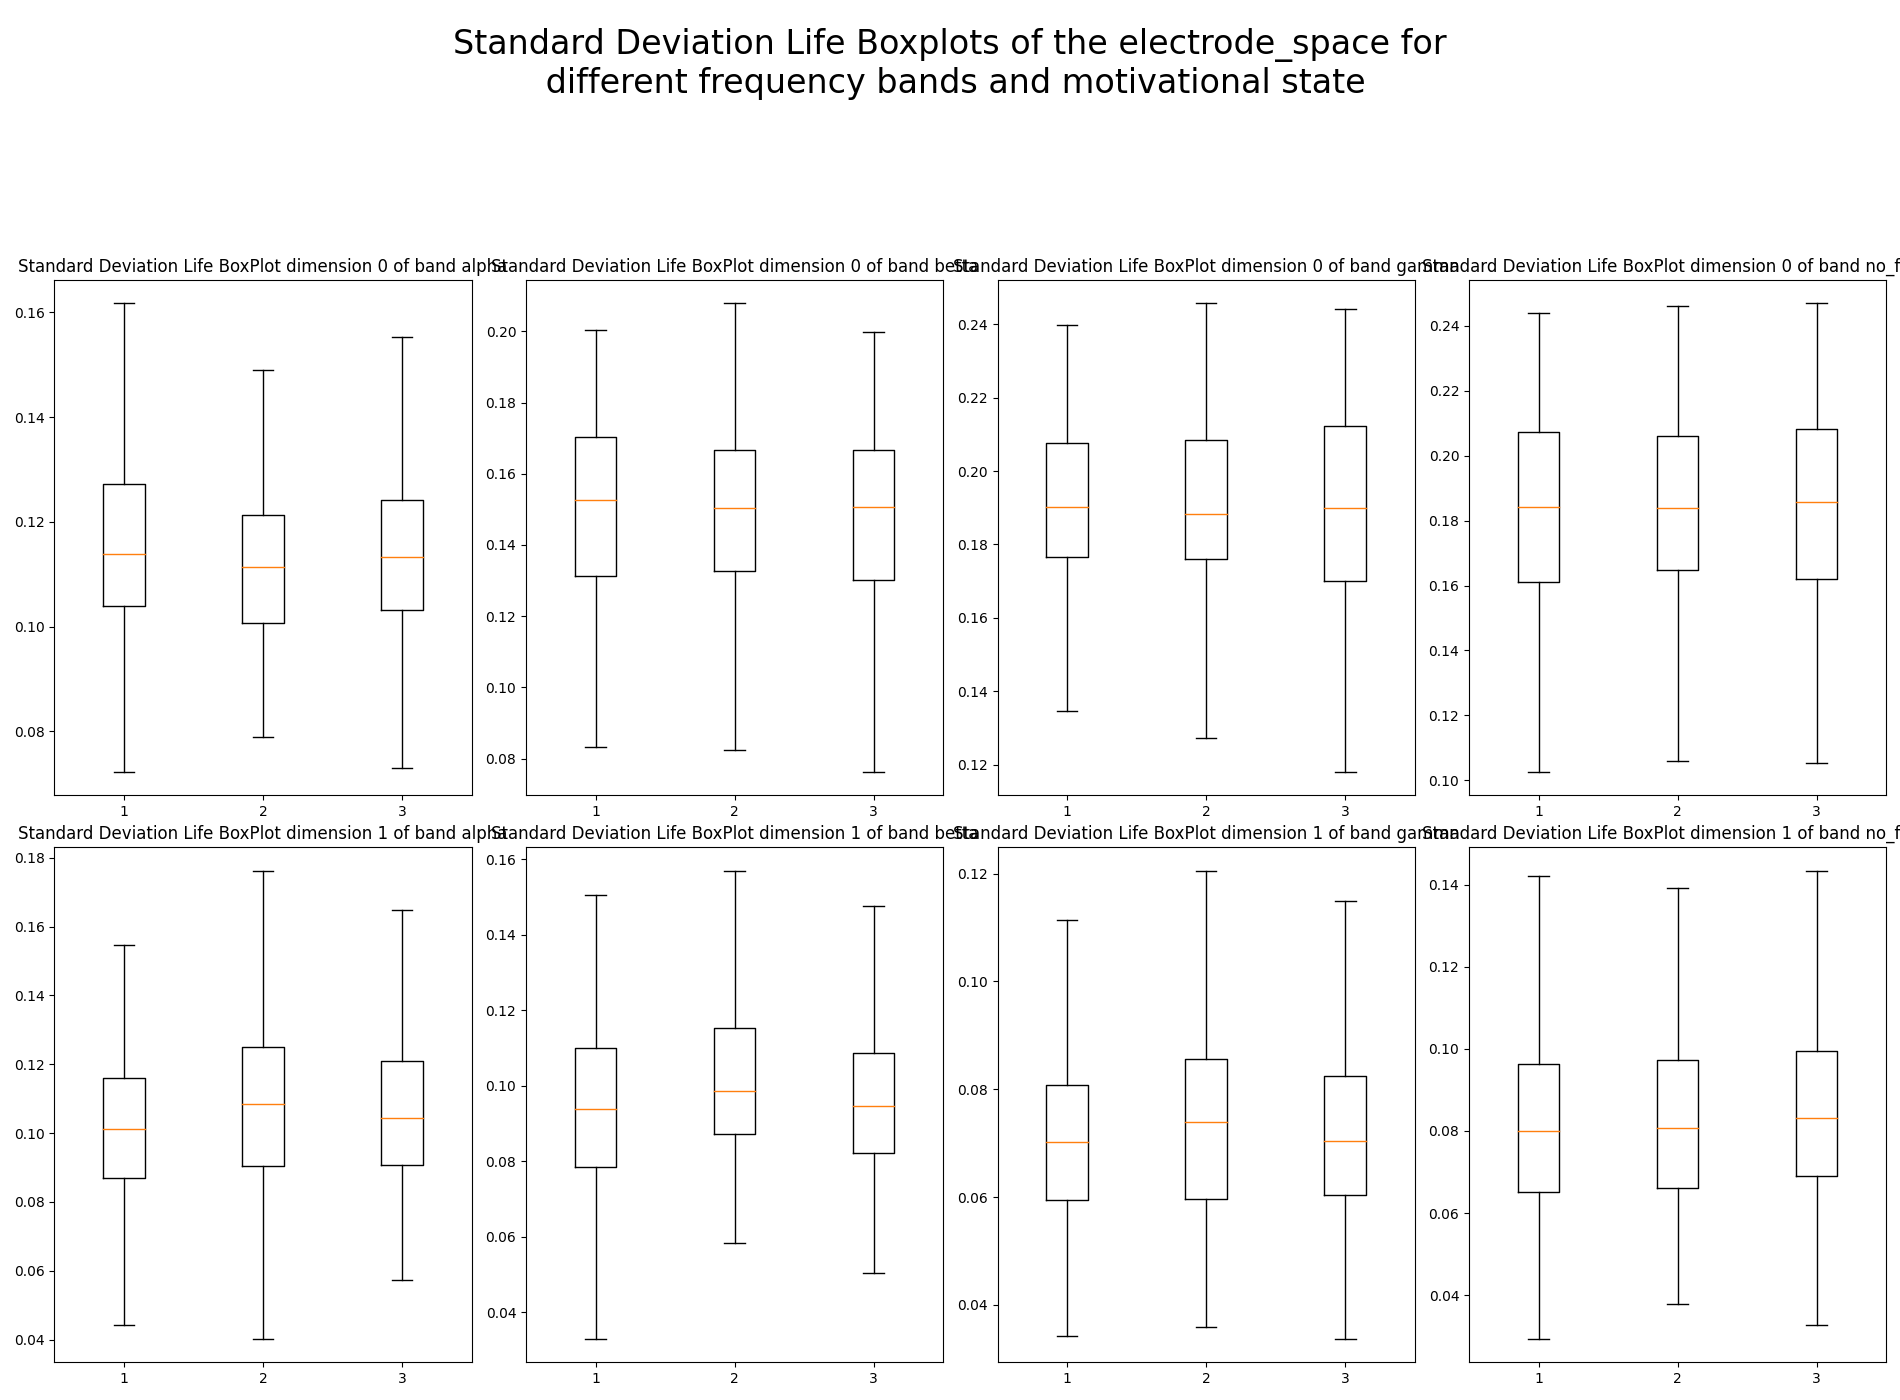 Standard Deviation Life Boxplots of the electrode_space for
different frequency bands and motivational state
Standard Deviation Life BoxPlot dimension 0 of band alpha
Standard Deviation Life BoxPlot dimension 0 of band betta
Standard Deviation Life BoxPlot dimension 0 of band gamma
Standard Deviation Life BoxPlot dimension 0 of band no_f
0.16
0.14
0.12
0.10
0.08
1 2 3
0.20
0.18
0.16
0.14
0.12
0.10
0.08
1 2 3
0.24
0.22
0.20
0.18
0.16
0.14
0.12
1 2 3
0.24
0.22
0.20
0.18
0.16
0.14
0.12
0.10
1 2 3
Standard Deviation Life BoxPlot dimension 1 of band alpha
Standard Deviation Life BoxPlot dimension 1 of band betta
Standard Deviation Life BoxPlot dimension 1 of band gamma
Standard Deviation Life BoxPlot dimension 1 of band no_f
0.18
0.16
0.14
0.12
0.10
0.08
0.06
0.04
1 2 3
0.16
0.14
0.12
0.10
0.08
0.06
0.04
1 2 3
0.12
0.10
0.08
0.06
0.04
1 2 3
0.14
0.12
0.10
0.08
0.06
0.04
1 2 3